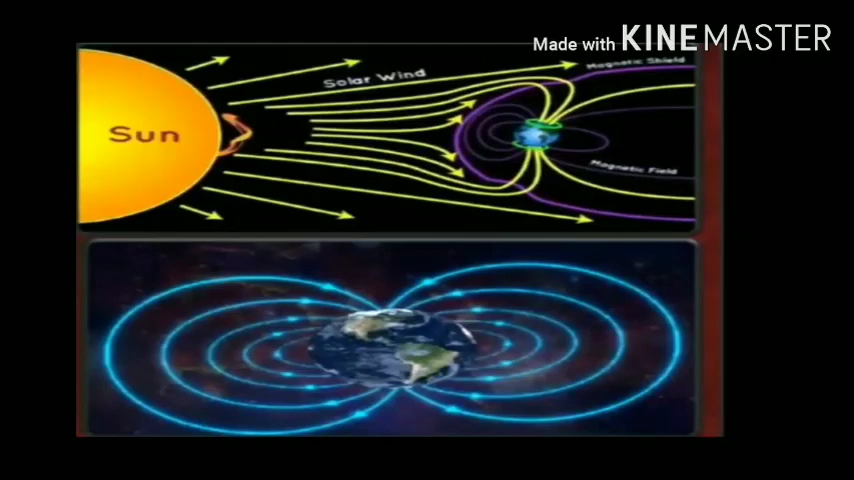 Made with KINEMASTER
Magnetic Shield
Solar Wind
Sun
Magnetic Field